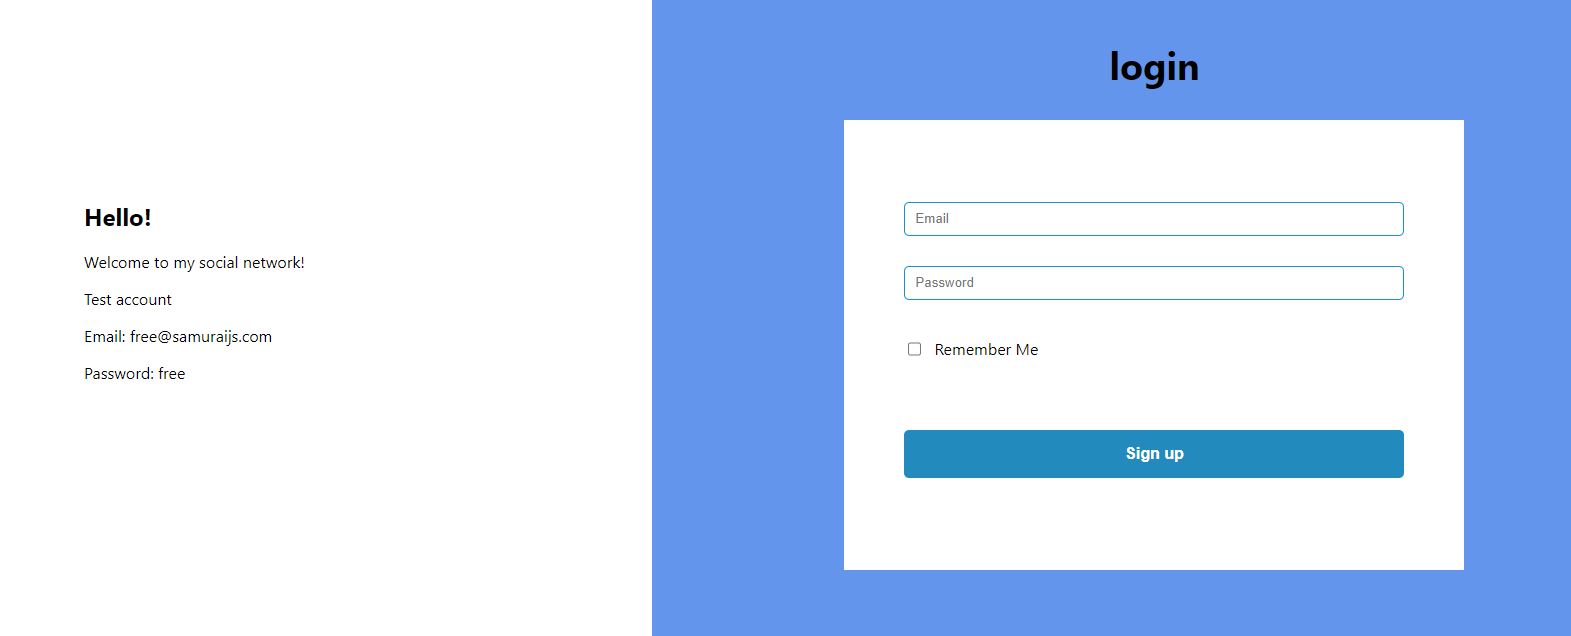 Hello!
Welcome to my social network!
Test account
Email: free@samuraijs.com
Password: free
login
Email
Password
Remember Me
Sign up